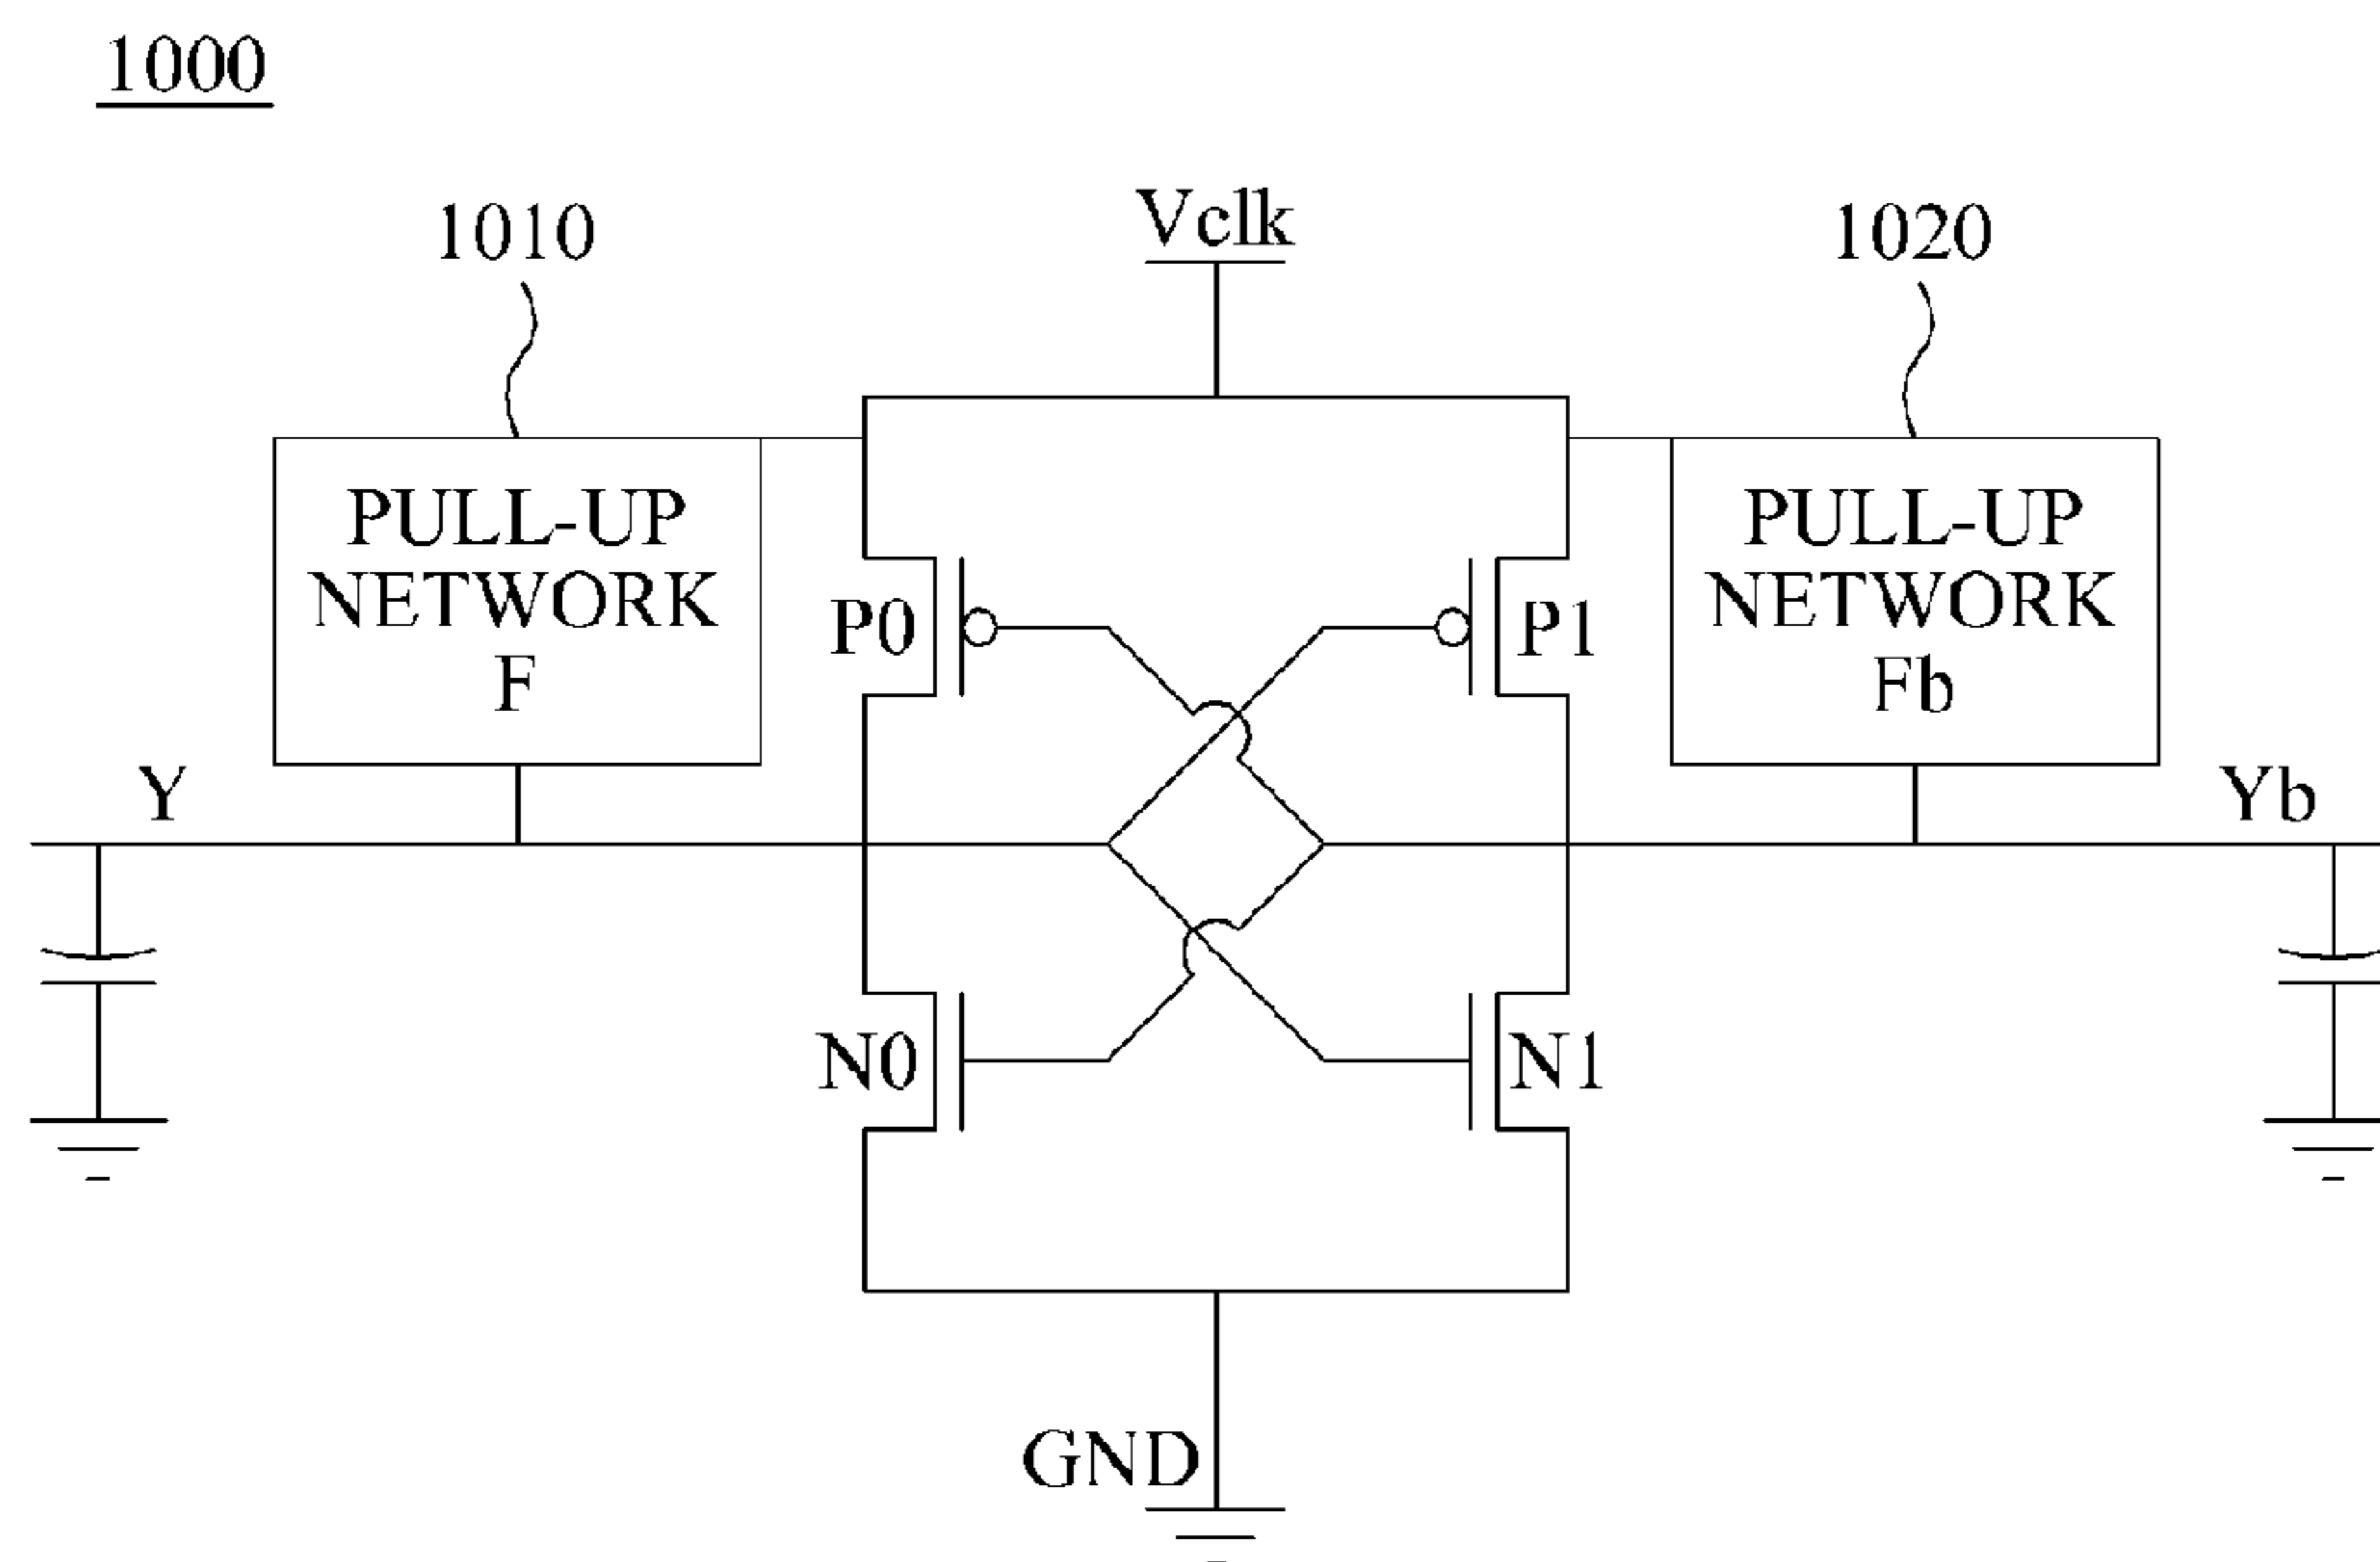 1000
1010
Vclk
1020
PULL-UP
NETWORK
F
P0
P1
PULL-UP
NETWORK
Fb
Y
Yb
N0
N1
GND